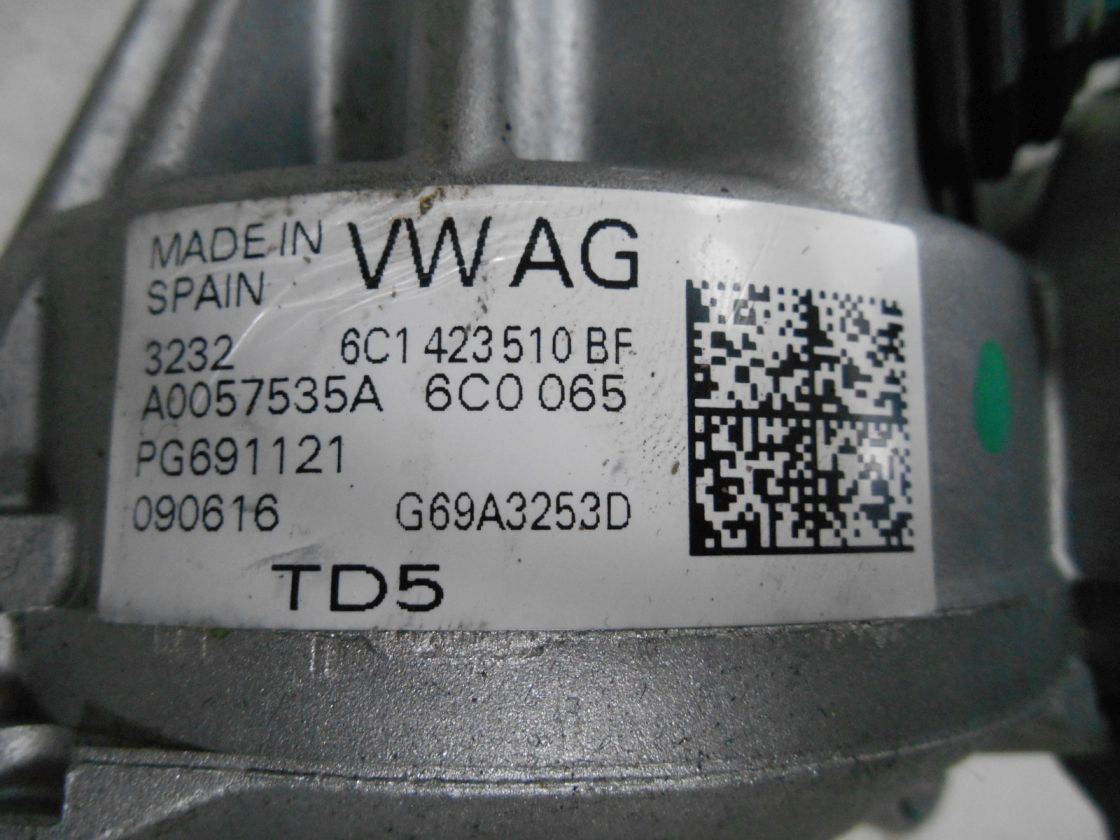 MADE IN VW AG
SPAIN
3232 6C1 423 510 BF
A0057535A 6C0 065
PG691121
090616 G69A3253D
TD5